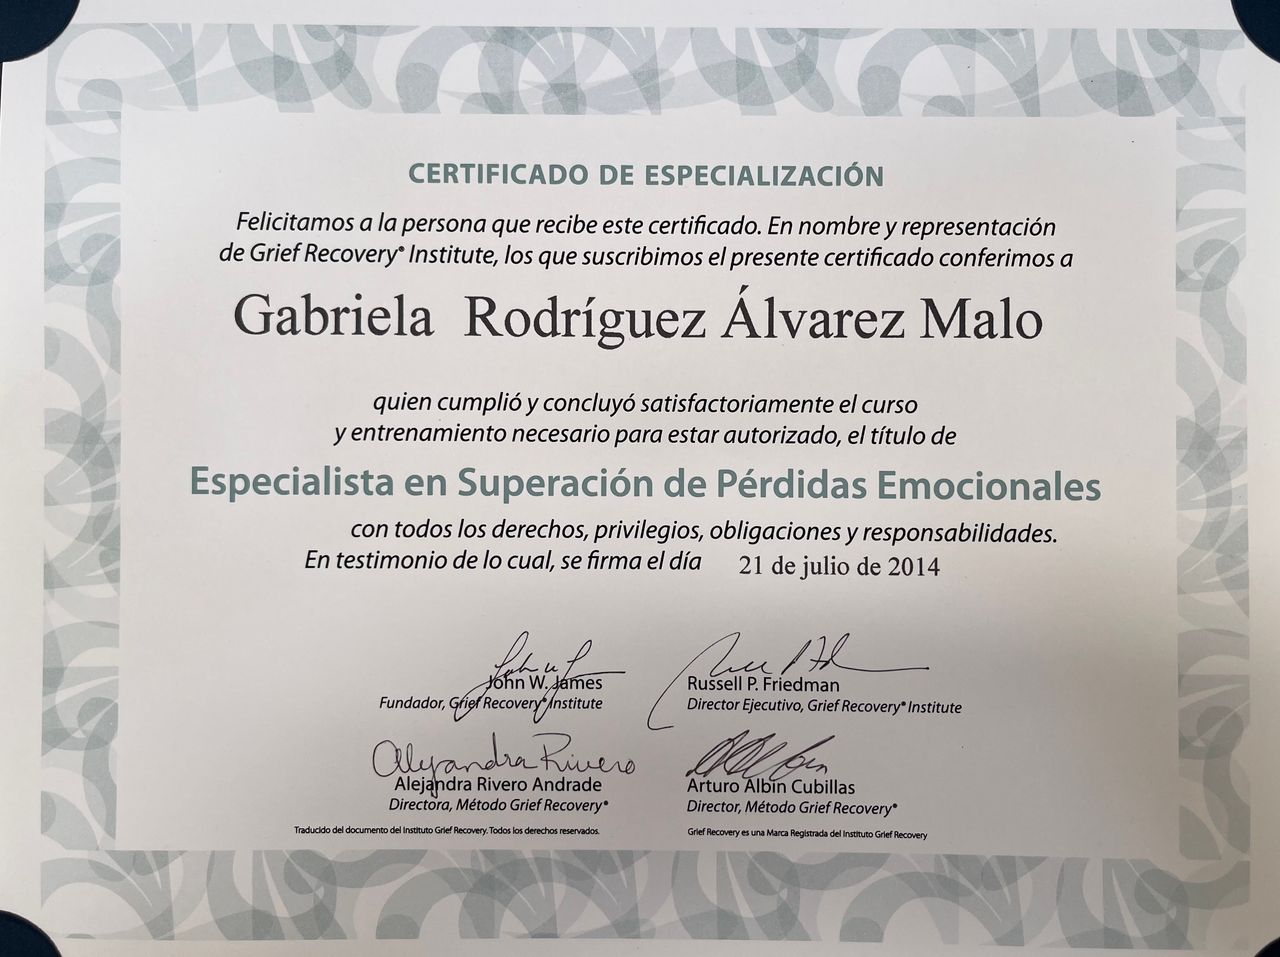 CERTIFICADO DE ESPECIALIZACIÓN
Felicitamos a la persona que recibe este certificado. En nombre y representación
de Grief Recovery® Institute, los que suscribimos el presente certificado conferimos a
Gabriela Rodríguez Álvarez Malo
quien cumplió y concluyó satisfactoriamente el curso
y entrenamiento necesario para estar autorizado, el título de
Especialista en Superación de Pérdidas Emocionales
con todos los derechos, privilegios, obligaciones y responsabilidades.
En testimonio de lo cual, se firma el día 21 de julio de 2014
John W. James
Fundador, Grief Recovery® Institute
Russell P. Friedman
Director Ejecutivo, Grief Recovery® Institute
Alejandra Rivero
Alejandra Rivero Andrade
Directora, Método Grief Recovery®
Arturo Albin Cubillas
Director, Método Grief Recovery®
Traducido del documento del Instituto Grief Recovery. Todos los derechos reservados.
Grief Recovery es una Marca Registrada del Instituto Grief Recovery